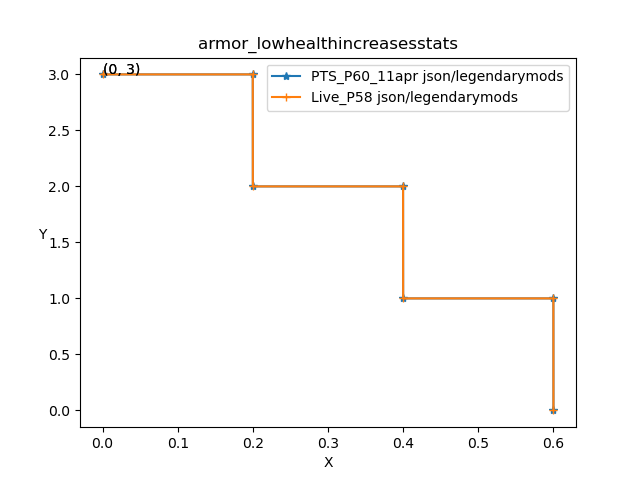 armor_lowhealthincreasesstats
(0, 3)
PTS_P60_11apr json/legendarymods
Live_P58 json/legendarymods
3.0
2.5
2.0
Y
1.5
1.0
0.5
0.0
0.0 0.1 0.2 0.3 0.4 0.5 0.6
X